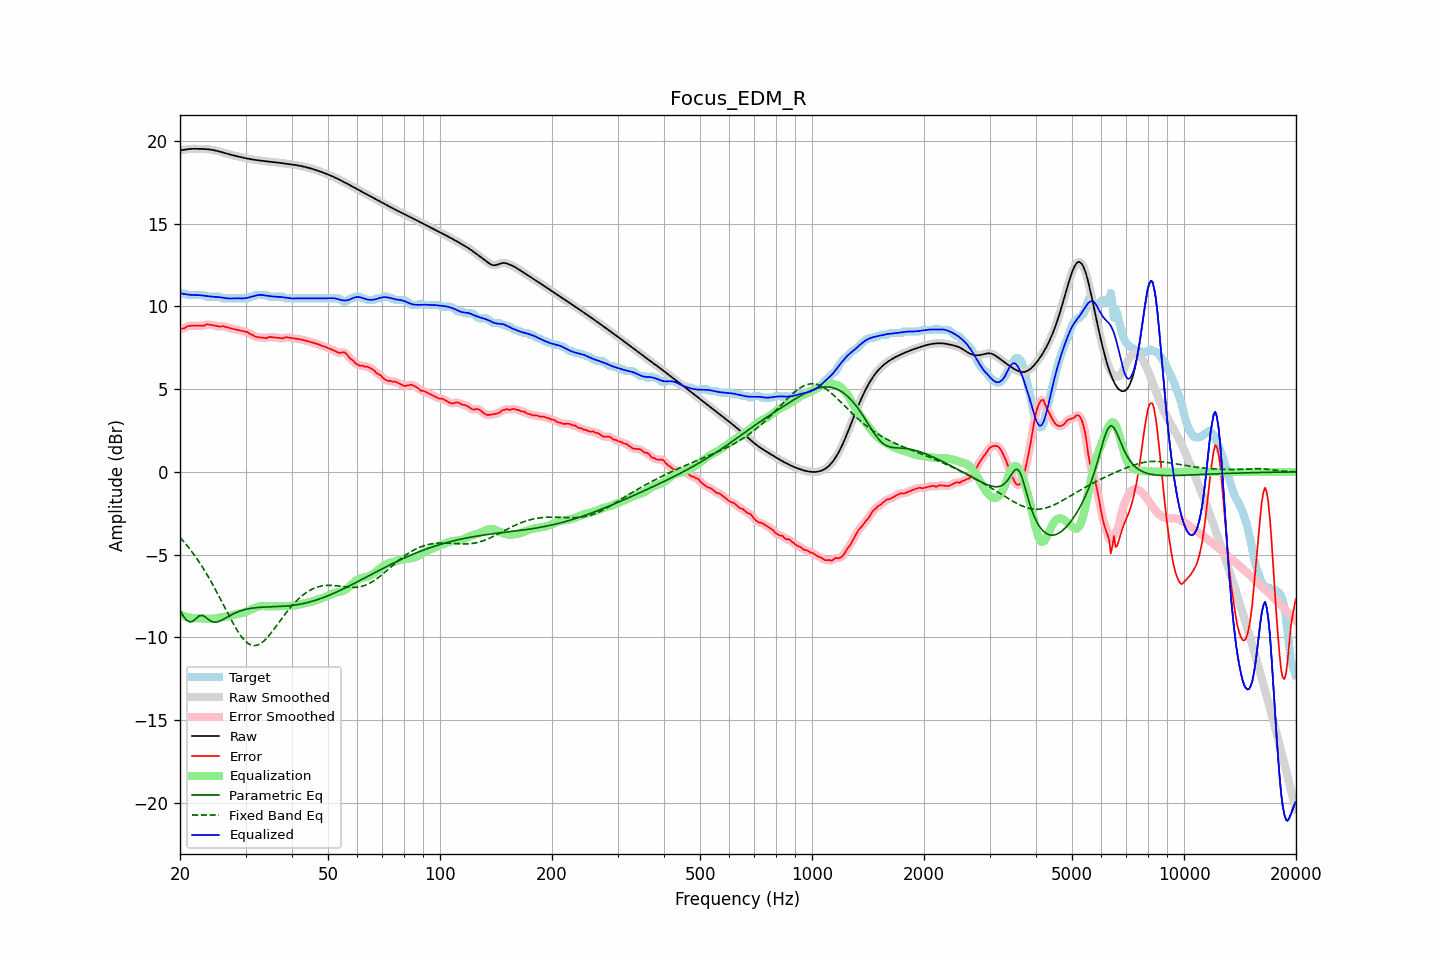 Focus_EDM_R
Amplitude (dBr)
20
15
10
5
0
−5
−10
−15
−20
Target
Raw Smoothed
Error Smoothed
Raw
Error
Equalization
Parametric Eq
Fixed Band Eq
Equalized
20 50 100 200 500 1000 2000 5000 10000 20000
Frequency (Hz)